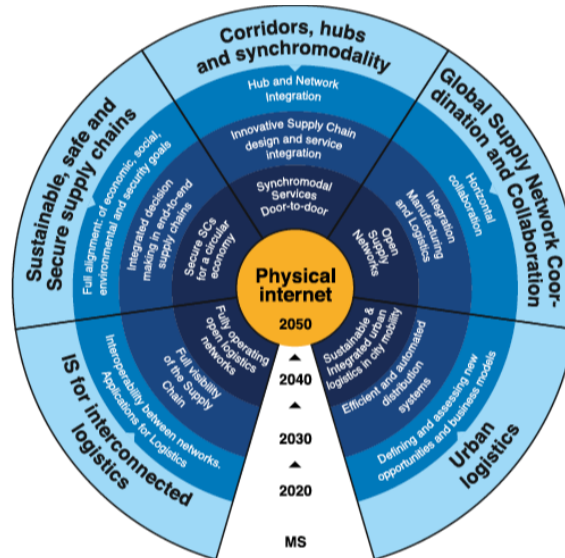 Corridors, hubs
and synchromodality
Hub and Network
Integration
Innovative Supply Chain
design and service
integration
Synchromodal
Services
Door-to-door
Global Supply Network Coor-
dination and Collaboration
Horizontal
collaboration
Integration
Manufacturing
and Logistics
Open
Supply
Networks
Urban
logistics
Defining and assessing new
opportunities and business models
Efficient and automated
distribution
systems
Sustainable &
Integrated urban
logistics in city mobility
IS for interconnected
logistics
Interoperability between networks.
Applications for Logistics
Full visibility
of the Supply
Chain
Fully operating
open logistics
networks
Sustainable, safe and
Secure supply chains
Full alignment: of economic, social,
environmental and security goals
Integrated decision
making in end-to-end
supply chains
Secure SCs
for a circular
economy
Physical
internet
2050
2040
2030
2020
MS